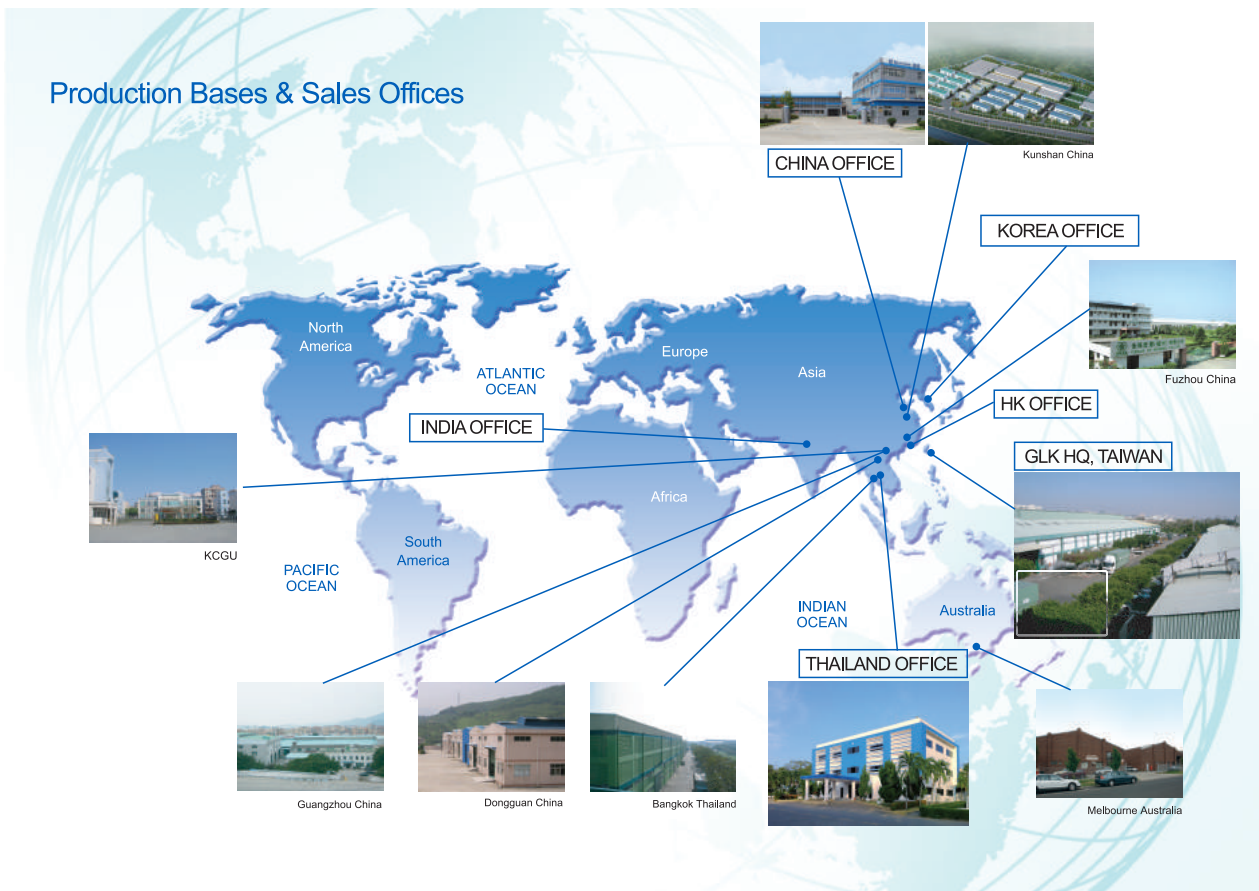 Production Bases & Sales Offices
Kunshan China
CHINA OFFICE
KOREA OFFICE
Fuzhou China
North
America
Europe
Asia
ATLANTIC
OCEAN
HK OFFICE
INDIA OFFICE
GLK HQ, TAIWAN
Africa
KCGU
South
America
PACIFIC
OCEAN
INDIAN
OCEAN
Australia
THAILAND OFFICE
Guangzhou China
Dongguan China
Bangkok Thailand
Melbourne Australia